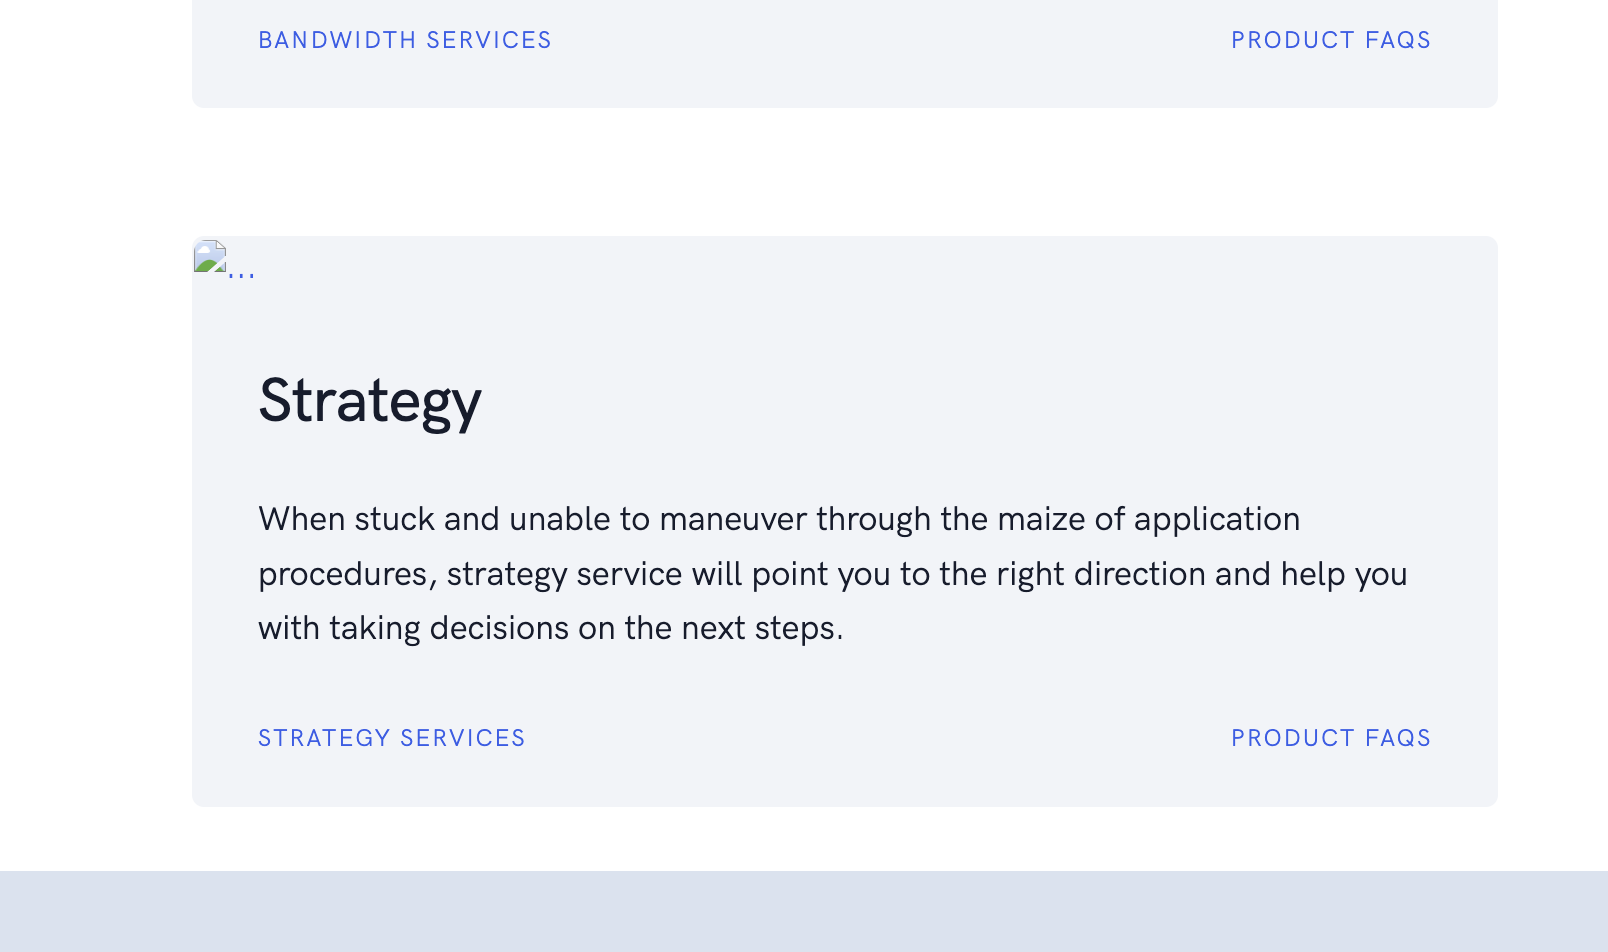 BANDWIDTH SERVICES PRODUCT FAQS
...
Strategy
When stuck and unable to maneuver through the maize of application
procedures, strategy service will point you to the right direction and help you
with taking decisions on the next steps.
STRATEGY SERVICES PRODUCT FAQS